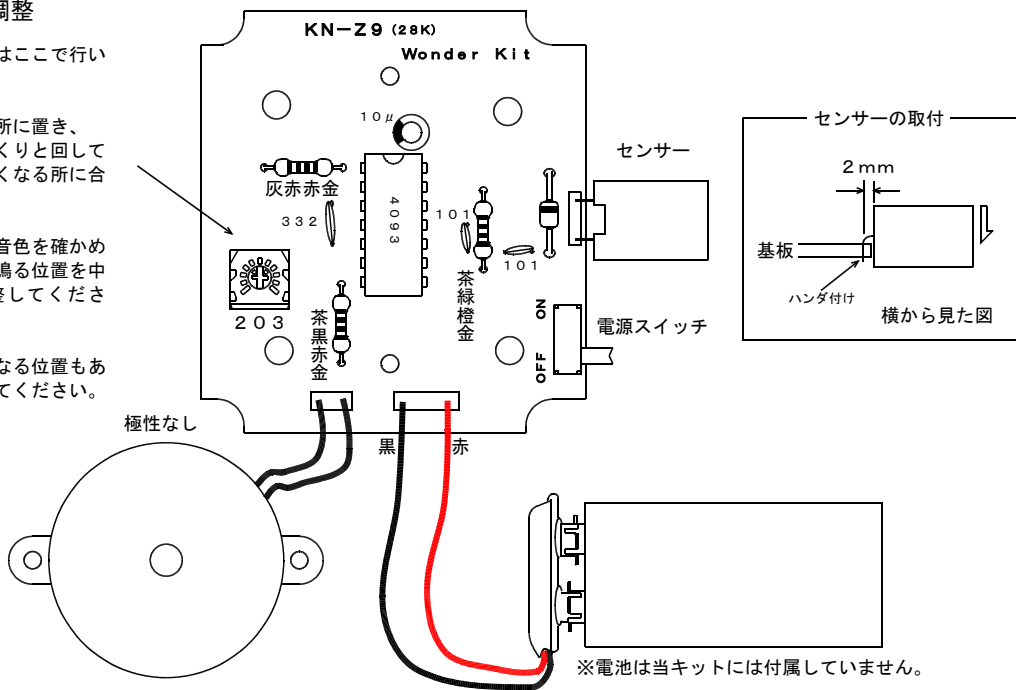 調整
はここで行い
所に置き、
くりと回して
くなる所に合
音色を確かめ
鳴る位置を中
整してくださ
なる位置もあ
てください。
KN-Z9 (28K)
Wonder Kit
10μ
灰赤赤金
332
4093
101
101
茶緑橙金
203
茶黒赤金
ON
OFF
センサー
電源スイッチ
センサーの取付
2mm
基板
ハンダ付け
横から見た図
極性なし
黒
赤
※電池は当キットには付属していません。